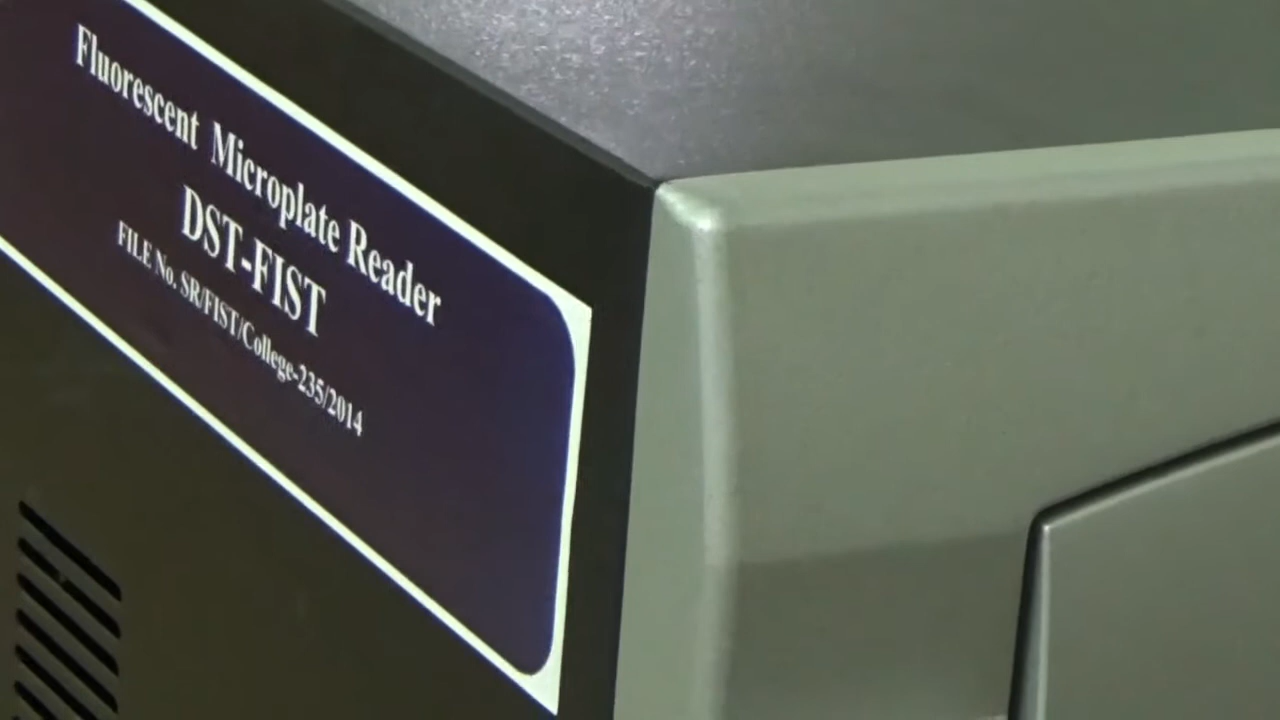 Fluorescent Microplate Reader
DST-FIST
FILE No. SR/FIST/College-235/2014